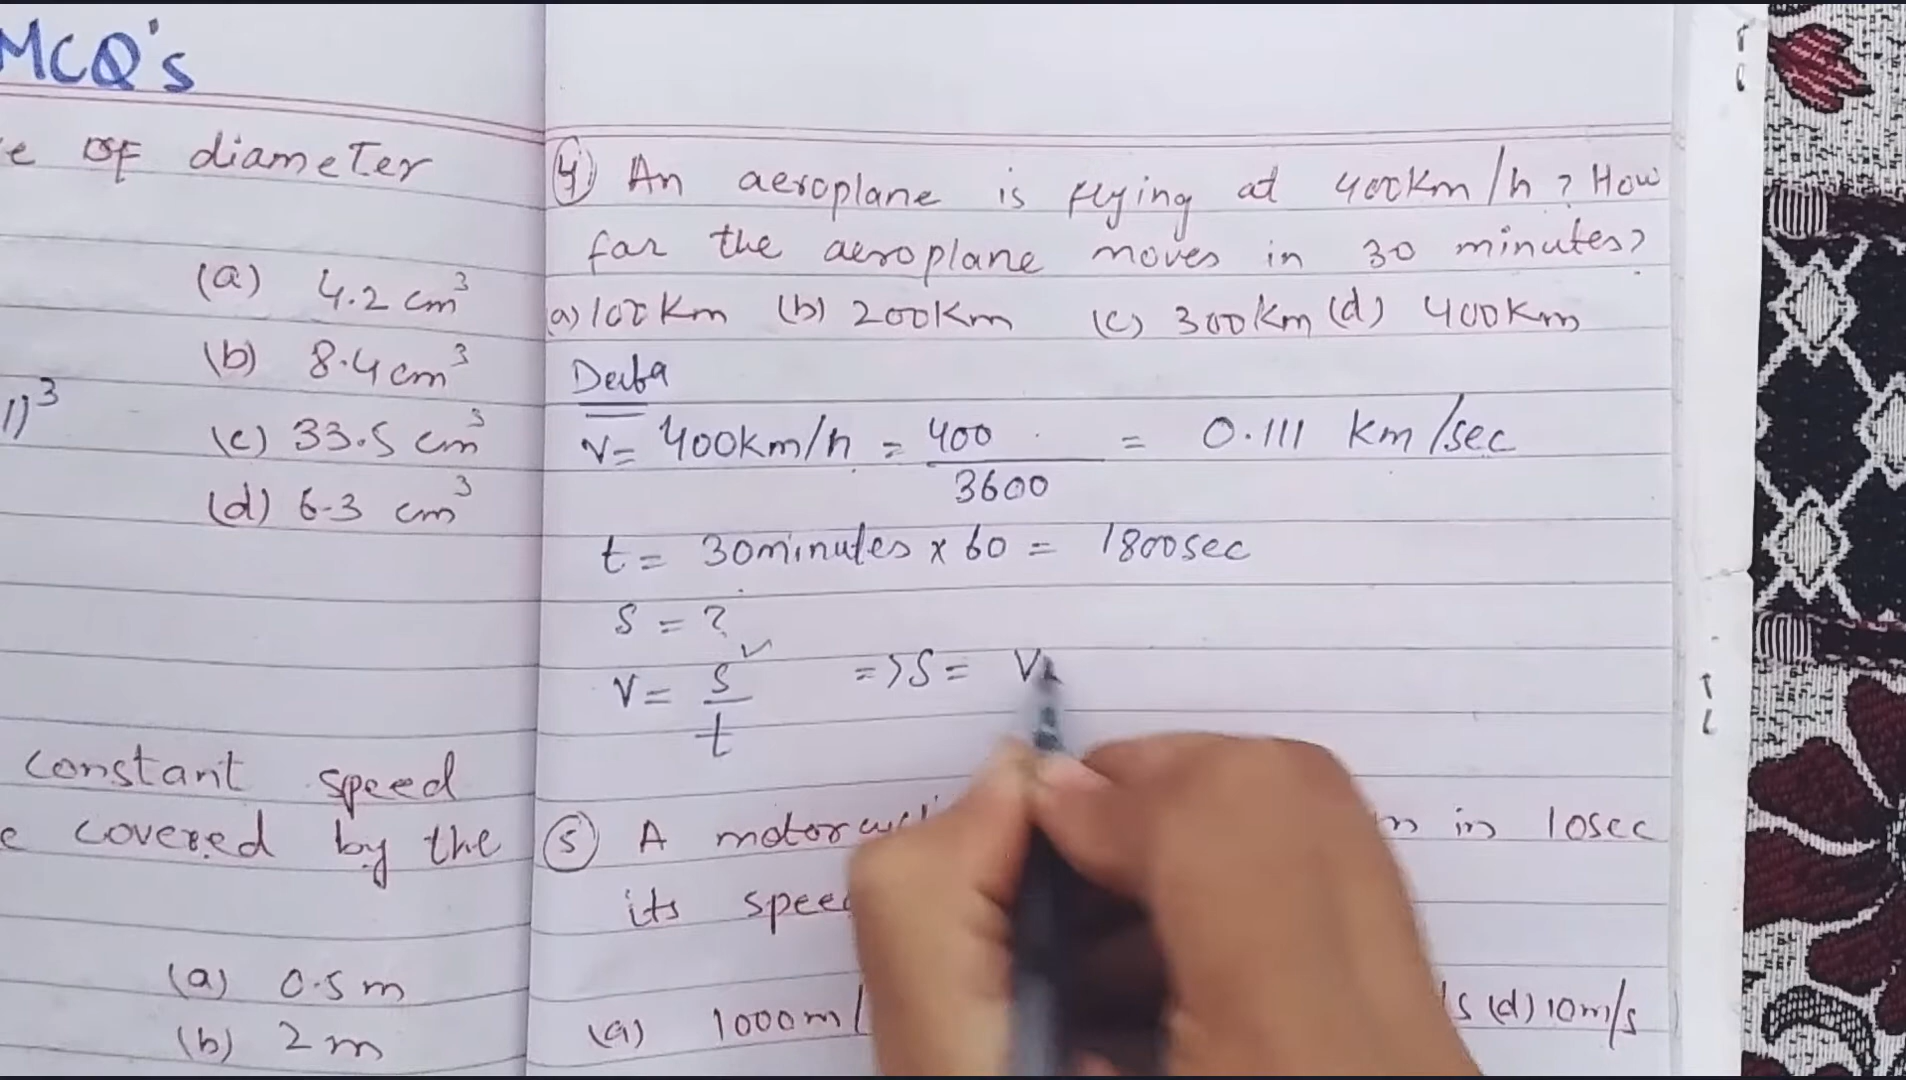 MCQ's
e of diameter
(a) 4.2 cm³
(b) 8.4 cm³
1)³
(c) 33.5 cm³
(d) 6.3 cm³
constant speed
e covered by the
(a) 0.5 m
(b) 2 m
④ An aeroplane is flying at 400km/h? How
far the aeroplane moves in 30 minutes?
(a) 100 Km (b) 200Km (c) 300km (d) 400Km
Data
v = 400km/h = 400/3600 = 0.111 km/sec
t = 30minutes x 60 = 1800sec
S = ?
V = S/t => S = V
⑤ A in 10sec
its
(a) 1000m/ s (d) 10m/s